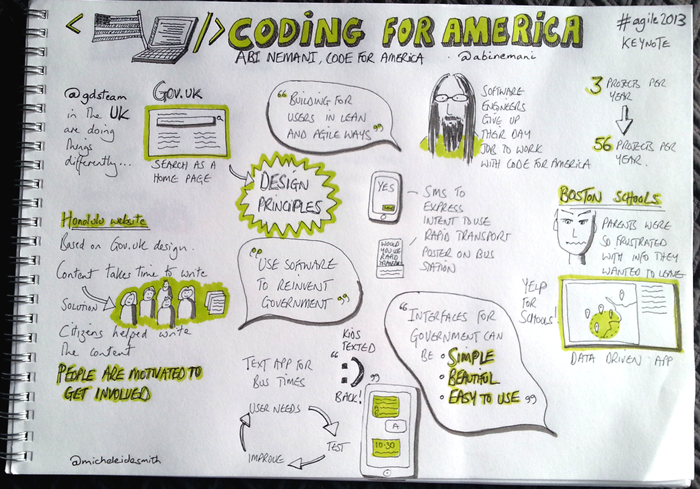 < /> CODING FOR AMERICA
ABI NEMANI, CODE FOR AMERICA · @abinemani
#agile2013
KEYNOTE
@gdsteam
in THE UK
are doing
things
differently...
GOV.UK
SEARCH AS A
HOME PAGE
"BUILDING FOR
USERS IN LEAN
AND AGILE WAYS"
SOFTWARE
ENGINEERS
GIVE UP
THEIR DAY
JOB TO WORK
WITH CODE FOR AMERICA
3 PROJECTS PER
YEAR
56 PROJECTS PER
YEAR.
DESIGN
PRINCIPLES
YES
SMS TO
EXPRESS
INTENT TO USE
RAPID TRANSPORT
POSTER ON BUS
STATION
WOULD
YOU USE
RAPID
BOSTON SCHOOLS
PARENTS WERE
SO FRUSTRATED
WITH INFO THEY
WANTED TO LEAVE
YELP
FOR
SCHOOLS!
DATA DRIVEN APP
Honolulu website
Based on Gov.uk design.
Content takes time to write
SOLUTION
Citizens helped write
The content
PEOPLE ARE MOTIVATED TO
GET INVOLVED
"USE SOFTWARE
TO REINVENT
GOVERNMENT"
"INTERFACES FOR
GOVERNMENT CAN
BE • SIMPLE
• BEAUTIFUL
• EASY TO USE"
TEXT APP FOR
BUS TIMES
KIDS
TEXTED
" :) "
BACK!
USER NEEDS
TEST
IMPROVE
A
10:30
@micheleidesmith